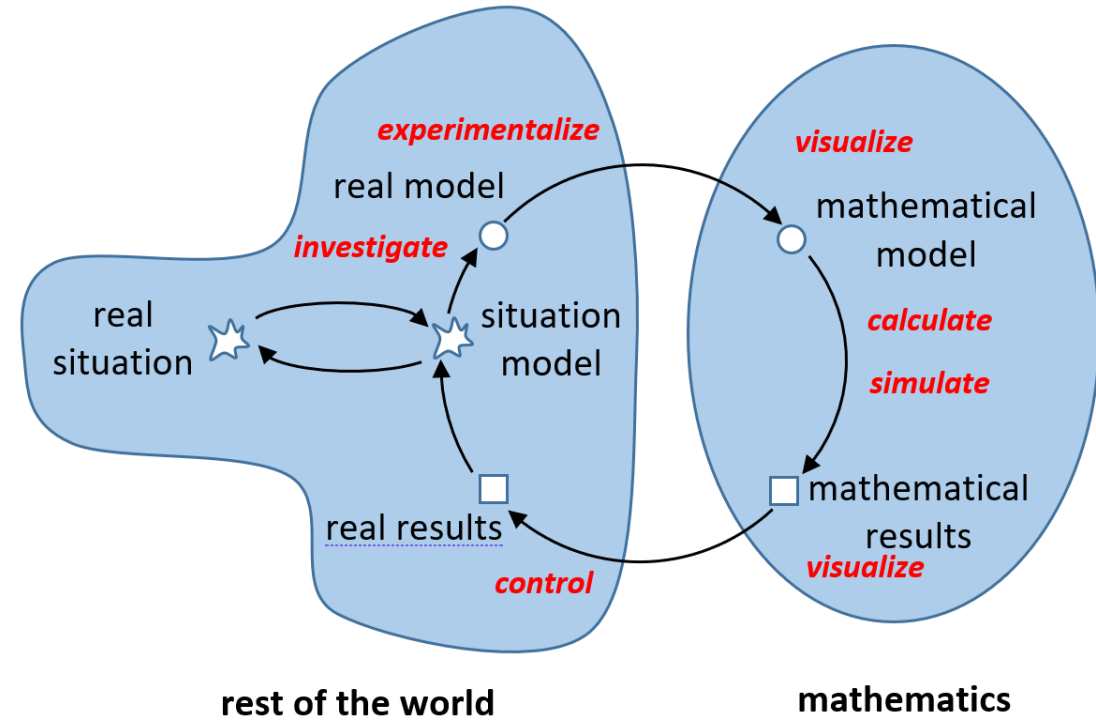 experimentalize
real model
investigate
real
situation
situation
model
real results
control
visualize
mathematical
model
calculate
simulate
mathematical
results
visualize
rest of the world
mathematics